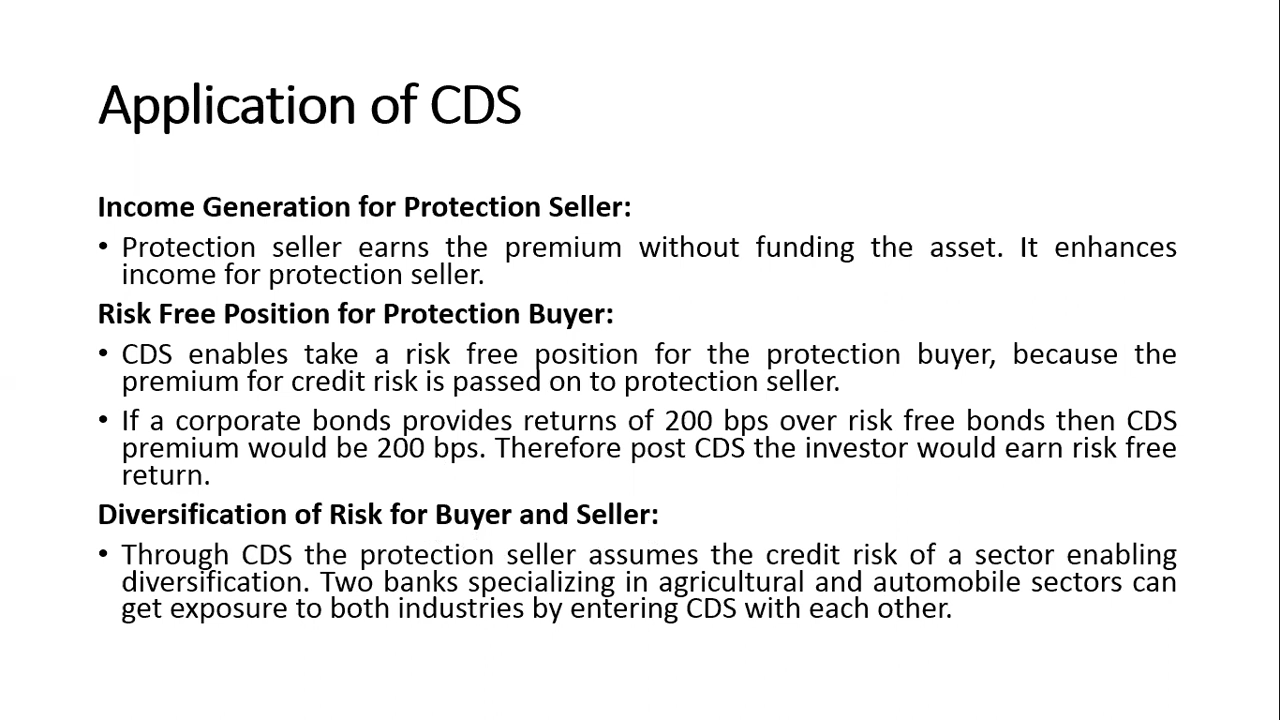 Application of CDS
Income Generation for Protection Seller:
• Protection seller earns the premium without funding the asset. It enhances
income for protection seller.
Risk Free Position for Protection Buyer:
• CDS enables take a risk free position for the protection buyer, because the
premium for credit risk is passed on to protection seller.
• If a corporate bonds provides returns of 200 bps over risk free bonds then CDS
premium would be 200 bps. Therefore post CDS the investor would earn risk free
return.
Diversification of Risk for Buyer and Seller:
• Through CDS the protection seller assumes the credit risk of a sector enabling
diversification. Two banks specializing in agricultural and automobile sectors can
get exposure to both industries by entering CDS with each other.